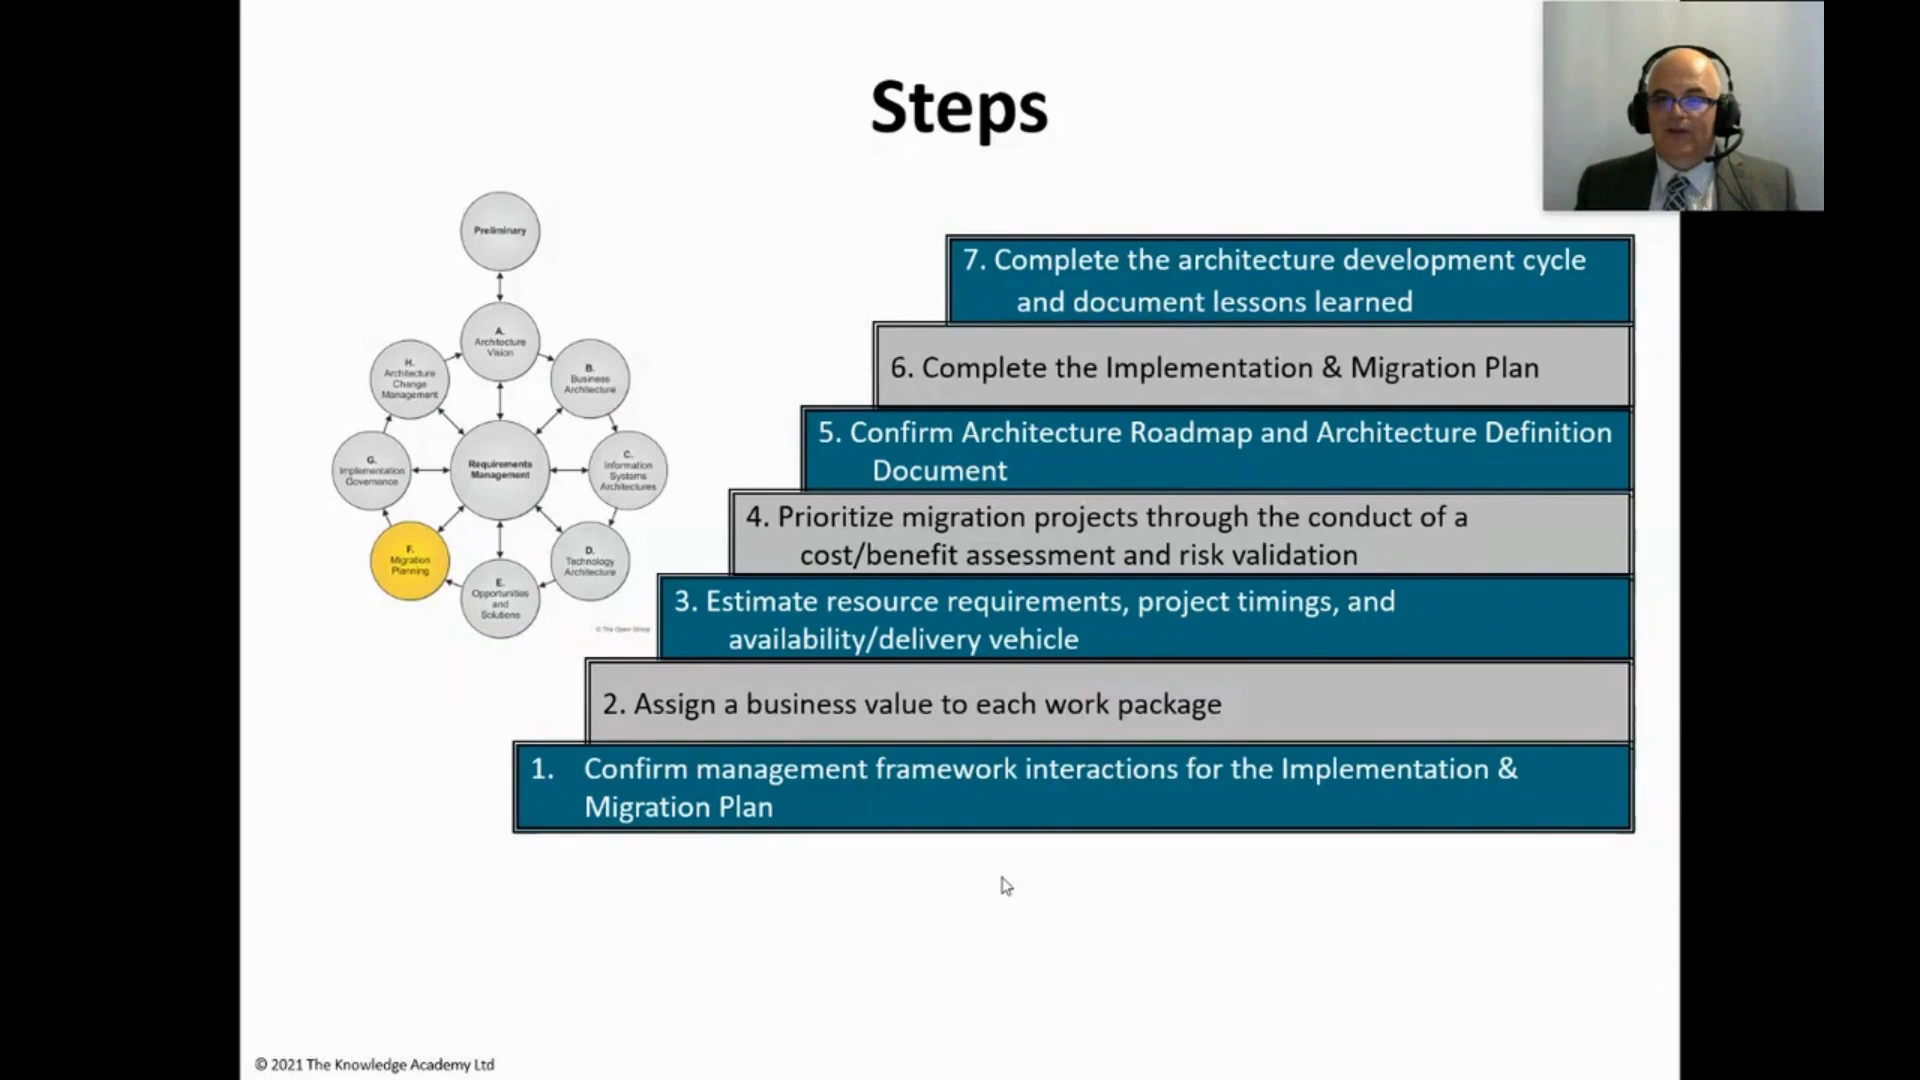 Steps
Preliminary
A.
Architecture
Vision
B.
Business
Architecture
C.
Information
Systems
Architectures
D.
Technology
Architecture
E.
Opportunities
and
Solutions
F.
Migration
Planning
G.
Implementation
Governance
H.
Architecture
Change
Management
Requirements
Management
© The Open Group
7. Complete the architecture development cycle
and document lessons learned
6. Complete the Implementation & Migration Plan
5. Confirm Architecture Roadmap and Architecture Definition
Document
4. Prioritize migration projects through the conduct of a
cost/benefit assessment and risk validation
3. Estimate resource requirements, project timings, and
availability/delivery vehicle
2. Assign a business value to each work package
1. Confirm management framework interactions for the Implementation &
Migration Plan
© 2021 The Knowledge Academy Ltd